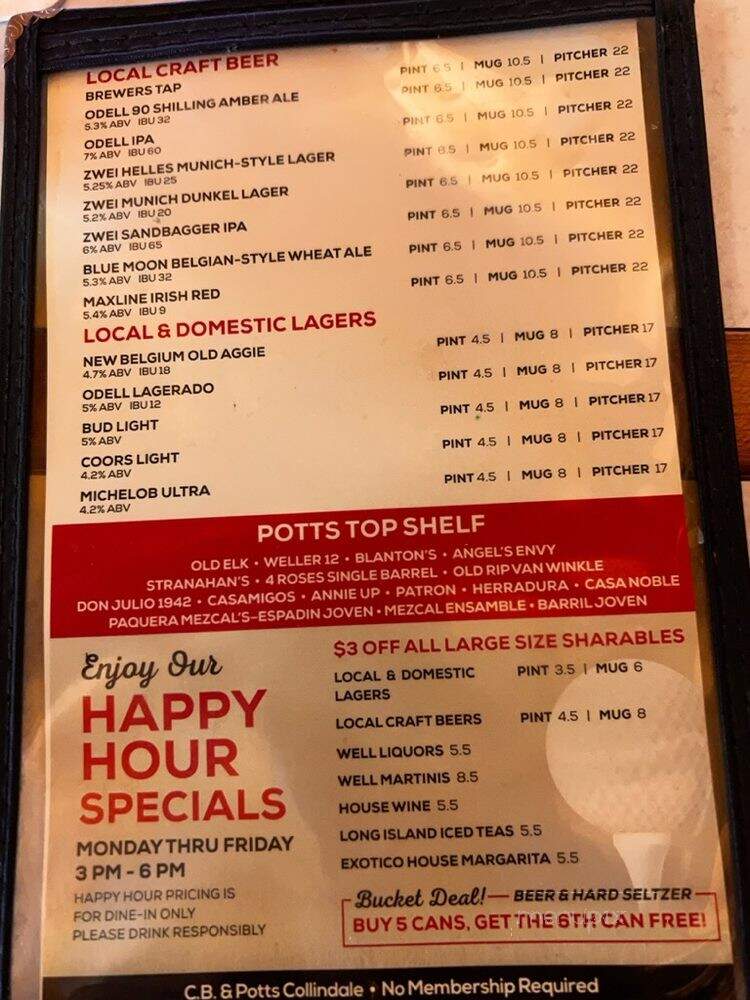 LOCAL CRAFT BEER PINT 6.5 | MUG 10.5 | PITCHER 22
BREWERS TAP PINT 6.5 | MUG 10.5 | PITCHER 22
ODELL 90 SHILLING AMBER ALE PINT 6.5 | MUG 10.5 | PITCHER 22
5.3% ABV IBU 32
ODELL IPA PINT 6.5 | MUG 10.5 | PITCHER 22
7% ABV IBU 60
ZWEI HELLES MUNICH-STYLE LAGER PINT 6.5 | MUG 10.5 | PITCHER 22
5.25% ABV IBU 25
ZWEI MUNICH DUNKEL LAGER PINT 6.5 | MUG 10.5 | PITCHER 22
5.2% ABV IBU 20
ZWEI SANDBAGGER IPA PINT 6.5 | MUG 10.5 | PITCHER 22
6% ABV IBU 65
BLUE MOON BELGIAN-STYLE WHEAT ALE PINT 6.5 | MUG 10.5 | PITCHER 22
5.3% ABV IBU 32
MAXLINE IRISH RED
5.4% ABV IBU 9
LOCAL & DOMESTIC LAGERS
NEW BELGIUM OLD AGGIE PINT 4.5 | MUG 8 | PITCHER 17
4.7% ABV IBU 18
ODELL LAGERADO PINT 4.5 | MUG 8 | PITCHER 17
5% ABV IBU 12
BUD LIGHT PINT 4.5 | MUG 8 | PITCHER 17
5% ABV
COORS LIGHT PINT 4.5 | MUG 8 | PITCHER 17
4.2% ABV
MICHELOB ULTRA PINT 4.5 | MUG 8 | PITCHER 17
4.2% ABV
POTTS TOP SHELF
OLD ELK • WELLER 12 • BLANTON'S • ANGEL'S ENVY
STRANAHAN'S • 4 ROSES SINGLE BARREL • OLD RIP VAN WINKLE
DON JULIO 1942 • CASAMIGOS • ANNIE UP • PATRON • HERRADURA • CASA NOBLE
PAQUERA MEZCAL'S-ESPADIN JOVEN • MEZCAL ENSAMBLE • BARRIL JOVEN
Enjoy Our
HAPPY
HOUR
SPECIALS
MONDAY THRU FRIDAY
3 PM - 6 PM
HAPPY HOUR PRICING IS
FOR DINE-IN ONLY
PLEASE DRINK RESPONSIBLY
$3 OFF ALL LARGE SIZE SHARABLES
LOCAL & DOMESTIC PINT 3.5 | MUG 6
LAGERS
LOCAL CRAFT BEERS PINT 4.5 | MUG 8
WELL LIQUORS 5.5
WELL MARTINIS 8.5
HOUSE WINE 5.5
LONG ISLAND ICED TEAS 5.5
EXOTICO HOUSE MARGARITA 5.5
Bucket Deal! — BEER & HARD SELTZER
BUY 5 CANS, GET THE 6TH CAN FREE!
C.B. & Potts Collindale • No Membership Required